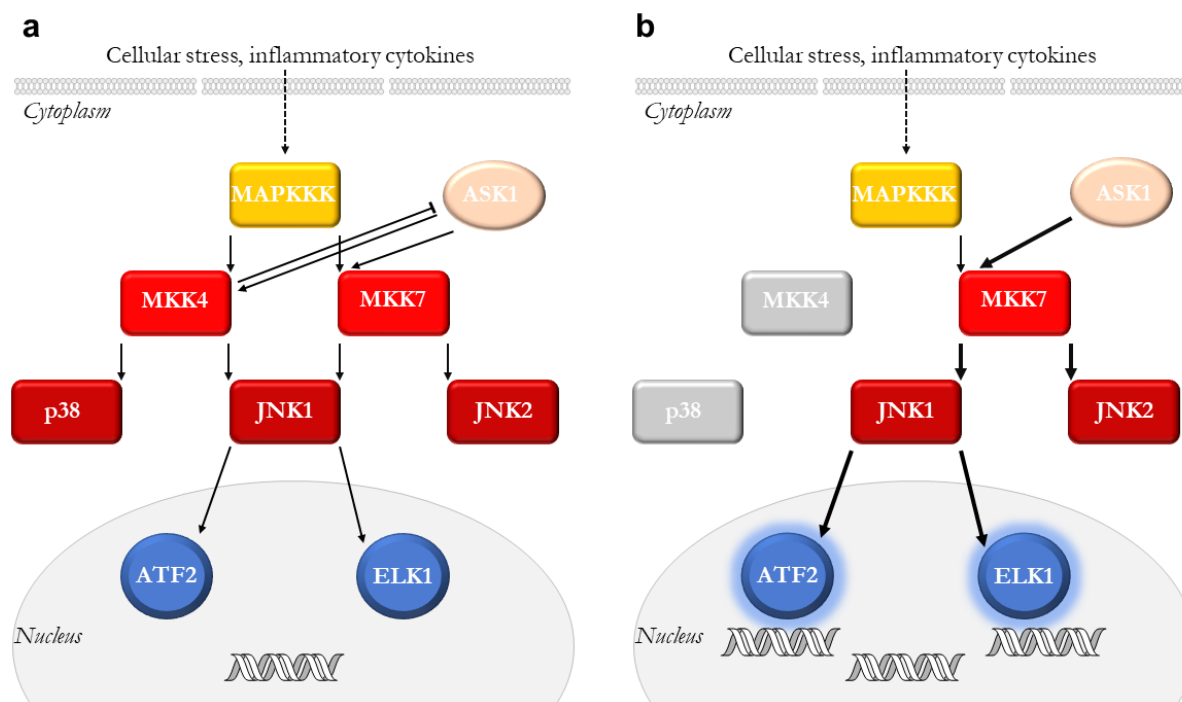 a
Cellular stress, inflammatory cytokines
Cytoplasm
MAPKKK
ASK1
MKK4
MKK7
p38
JNK1
JNK2
ATF2
ELK1
Nucleus
b
Cellular stress, inflammatory cytokines
Cytoplasm
MAPKKK
ASK1
MKK4
MKK7
p38
JNK1
JNK2
ATF2
ELK1
Nucleus